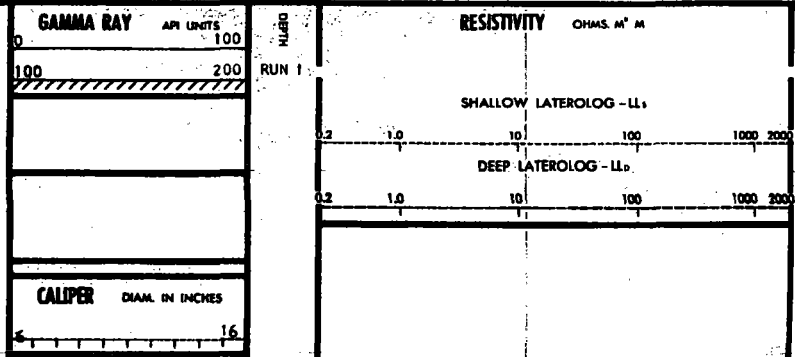 GAMMA RAY API UNITS
0 100
100 200
DEPTH
RUN 1
RESISTIVITY OHMS. M² M
SHALLOW LATEROLOG - LLs
0.2 1.0 10 100 1000 2000
DEEP LATEROLOG - LLD
0.2 1.0 10 100 1000 2000
CALIPER DIAM. IN INCHES
6 16